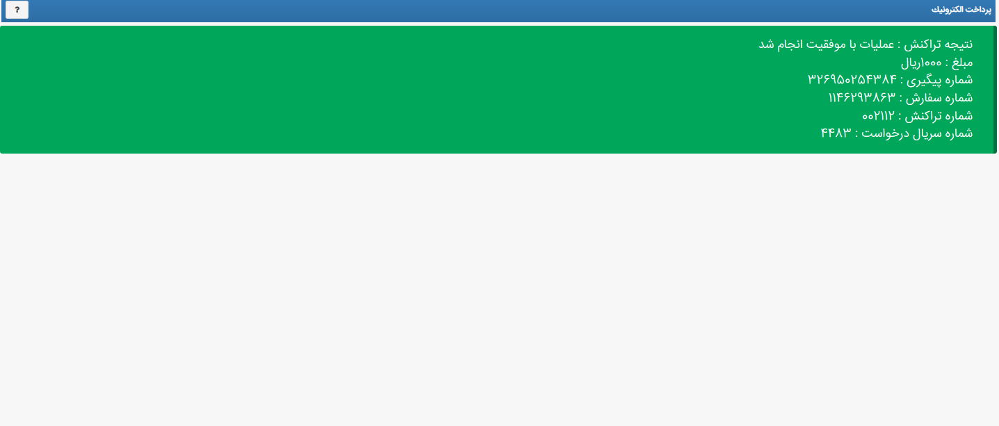 پرداخت الکترونیك
?
نتیجه تراکنش : عملیات با موفقیت انجام شد
مبلغ : ۱۰۰۰ریال
شماره پیگیری : ۳۲۶۹۵۰۲۵۴۳۸۴
شماره سفارش : ۱۱۴۶۲۹۳۸۶۳
شماره تراکنش : ۰۰۲۱۱۲
شماره سریال درخواست : ۴۴۸۳